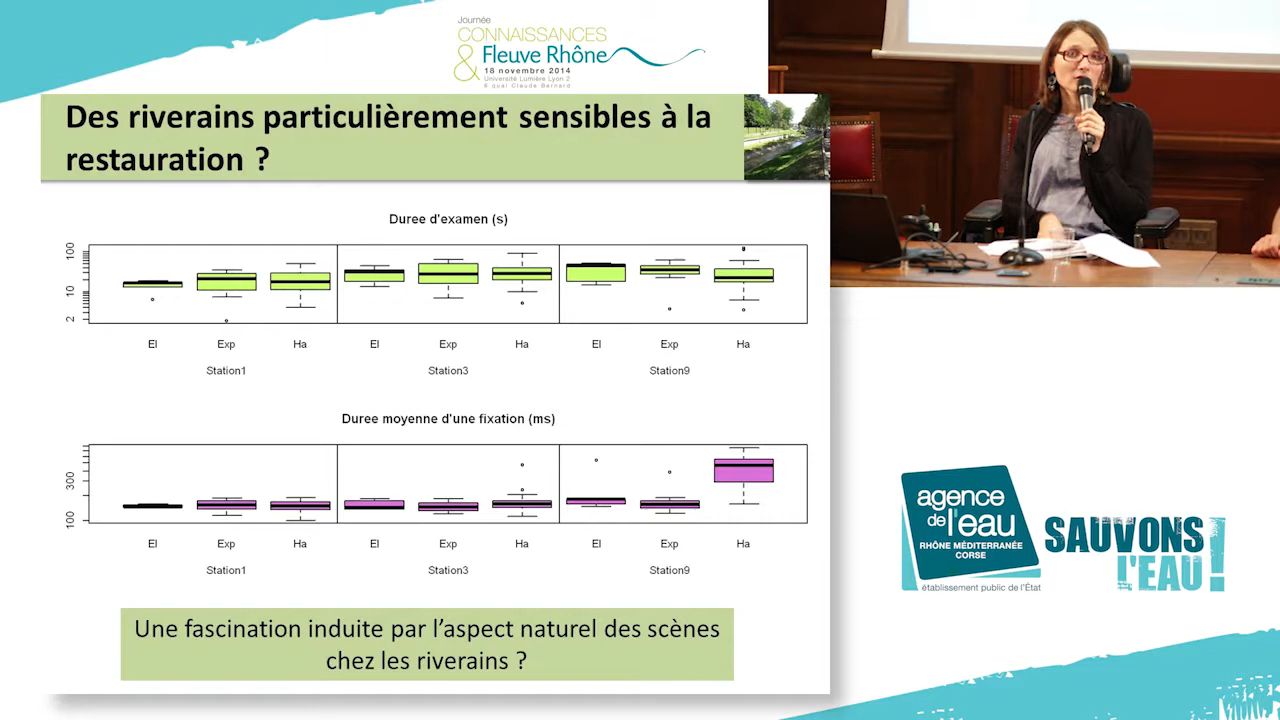 Journée
CONNAISSANCES
& Fleuve Rhône
18 novembre 2014
Université Lumière Lyon 2
8 quai Claude Bernard
Des riverains particulièrement sensibles à la
restauration ?
Duree d'examen (s)
100
10
2
El Exp Ha El Exp Ha El Exp Ha
Station1 Station3 Station9
Duree moyenne d'une fixation (ms)
300
100
El Exp Ha El Exp Ha El Exp Ha
Station1 Station3 Station9
Une fascination induite par l'aspect naturel des scènes
chez les riverains ?
agence
de l'eau
RHÔNE MÉDITERRANÉE
CORSE
établissement public de l'État
SAUVONS
L'EAU !